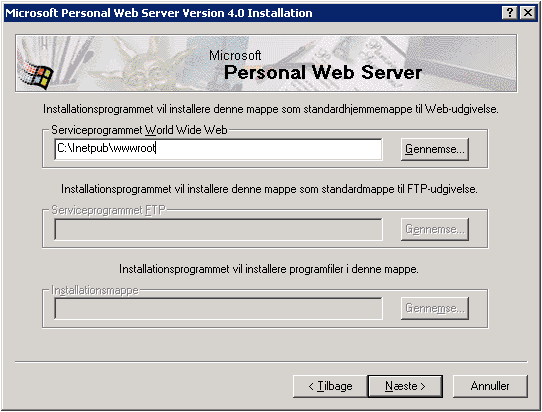 Microsoft Personal Web Server Version 4.0 Installation
Microsoft
Personal Web Server
Installationsprogrammet vil installere denne mappe som standardhjemmemappe til Web-udgivelse.
Serviceprogrammet World Wide Web
C:\Inetpub\wwwroot
Gennemse...
Installationsprogrammet vil installere denne mappe som standardmappe til FTP-udgivelse.
Serviceprogrammet FTP
Gennemse...
Installationsprogrammet vil installere programfiler i denne mappe.
Installationsmappe
Gennemse...
< Tilbage
Næste >
Annuller